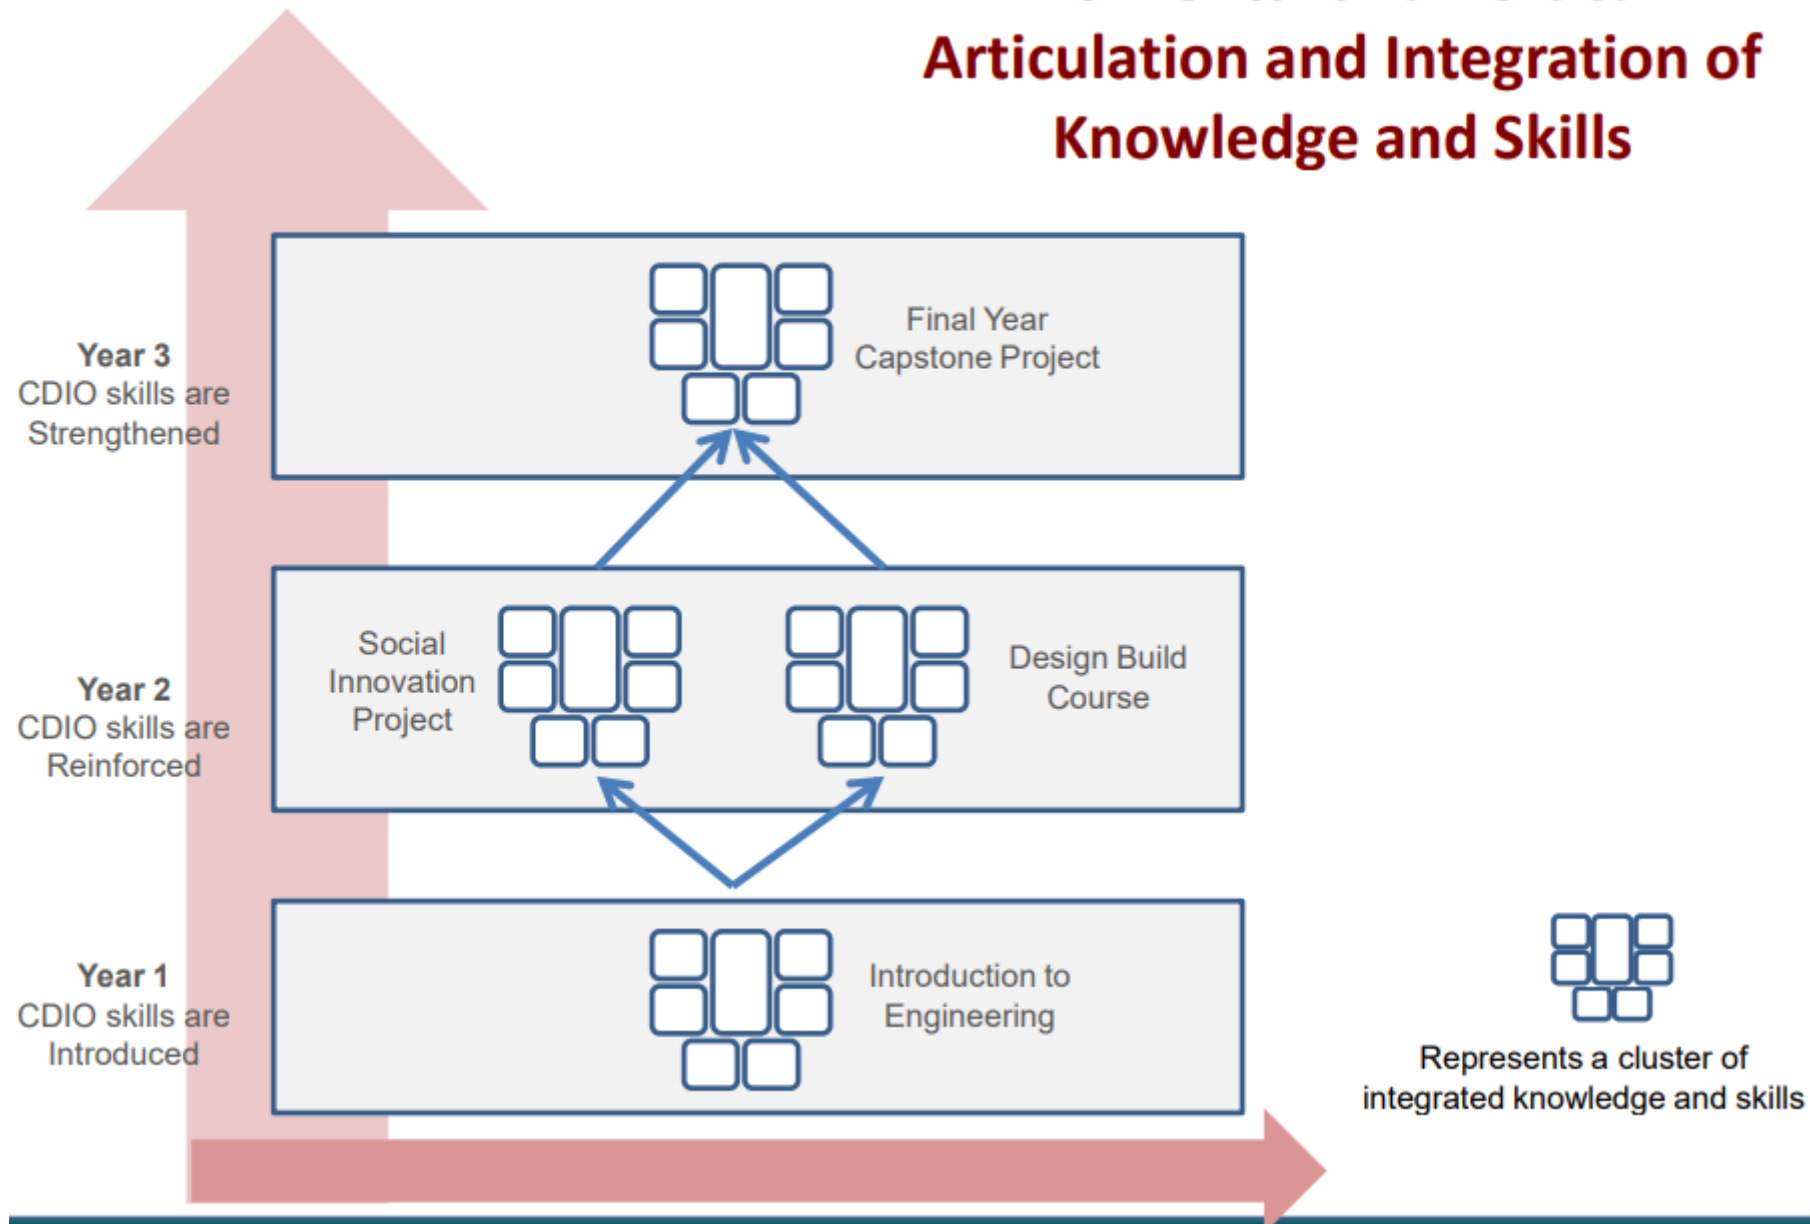 Articulation and Integration of
Knowledge and Skills
Year 3
CDIO skills are
Strengthened
Final Year
Capstone Project
Year 2
CDIO skills are
Reinforced
Social
Innovation
Project
Design Build
Course
Year 1
CDIO skills are
Introduced
Introduction to
Engineering
Represents a cluster of
integrated knowledge and skills